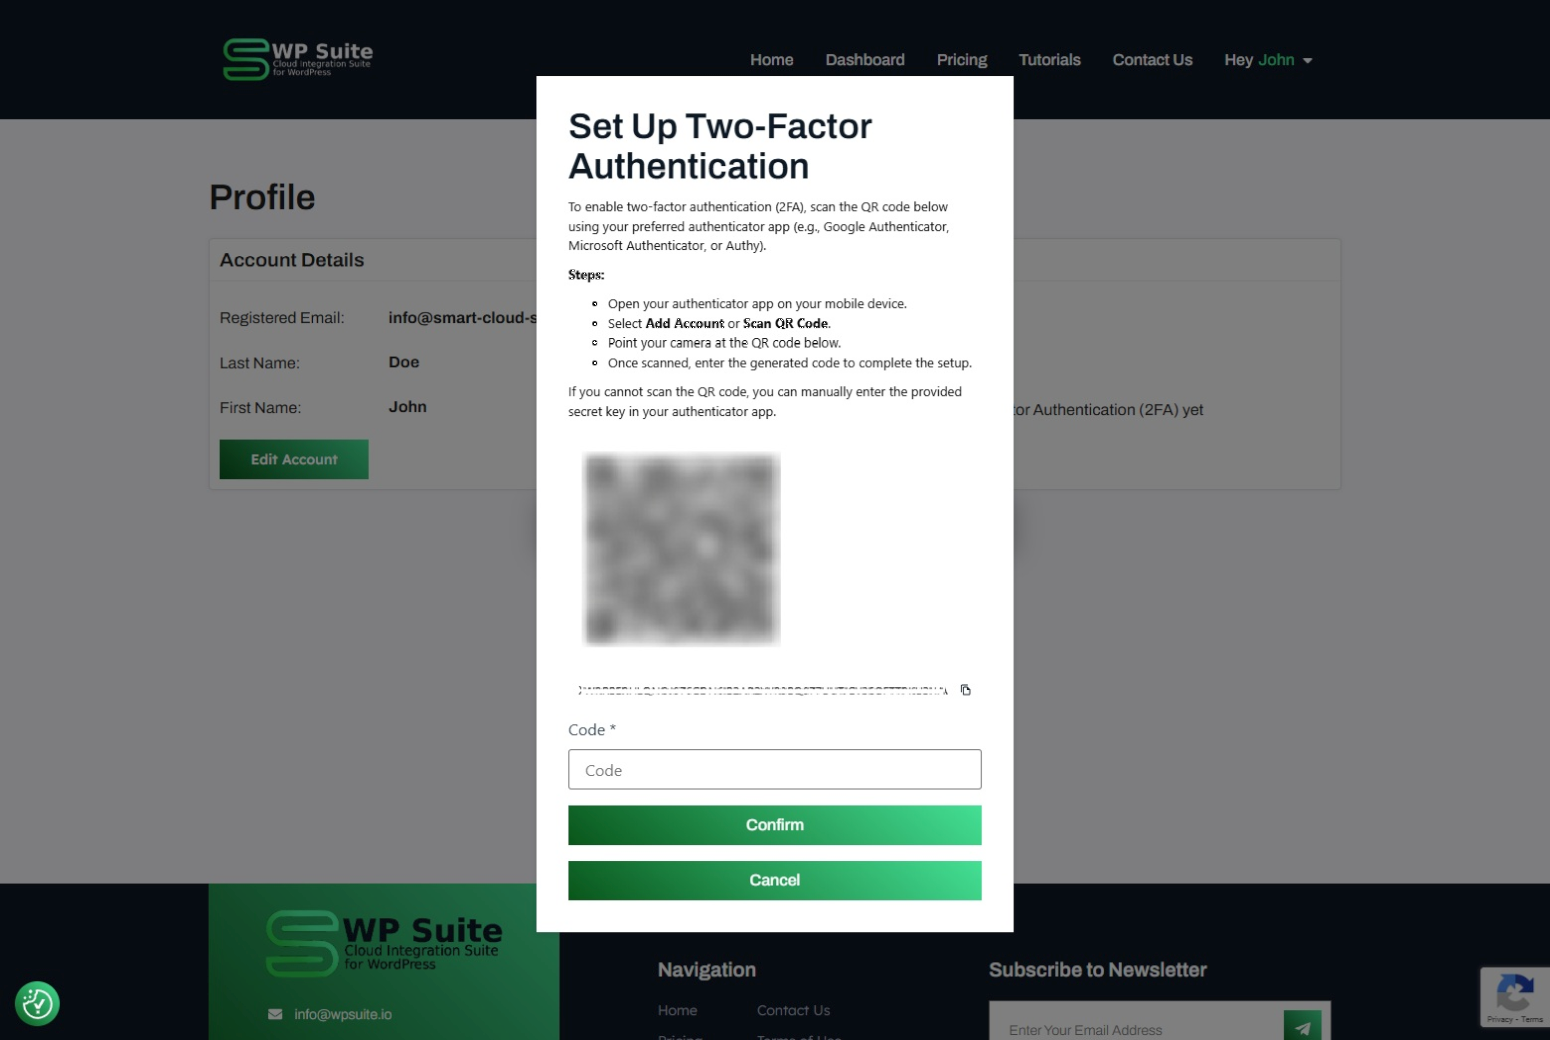 WP Suite
Cloud Integration Suite
for WordPress
Home Dashboard Pricing Tutorials Contact Us Hey John
Set Up Two-Factor
Authentication
To enable two-factor authentication (2FA), scan the QR code below
using your preferred authenticator app (e.g., Google Authenticator,
Microsoft Authenticator, or Authy).
Steps:
Open your authenticator app on your mobile device.
Select Add Account or Scan QR Code.
Point your camera at the QR code below.
Once scanned, enter the generated code to complete the setup.
If you cannot scan the QR code, you can manually enter the provided
secret key in your authenticator app.
Code *
Code
Confirm
Cancel
Profile
Account Details
Registered Email: info@smart-cloud-s
Last Name: Doe
First Name: John
Edit Account
or Authentication (2FA) yet
WP Suite
Cloud Integration Suite
for WordPress
info@wpsuite.io
Navigation
Home Contact Us
Pricing Terms of Use
Subscribe to Newsletter
Enter Your Email Address
Privacy - Terms